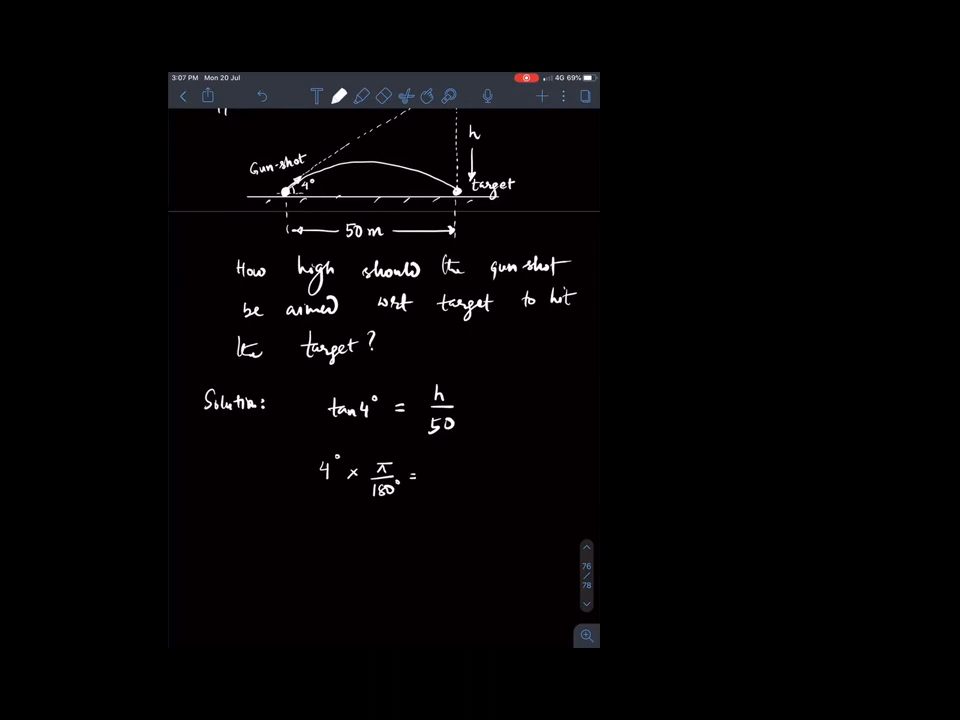 3:07 PM Mon 20 Jul
4G 69%
T
h
Gun-shot
4°
target
50 m
How high should the gun shot
be aimed wrt target to hit
the target?
Solution: tan 4° = h/50
4° × π/180° =
76
/
78